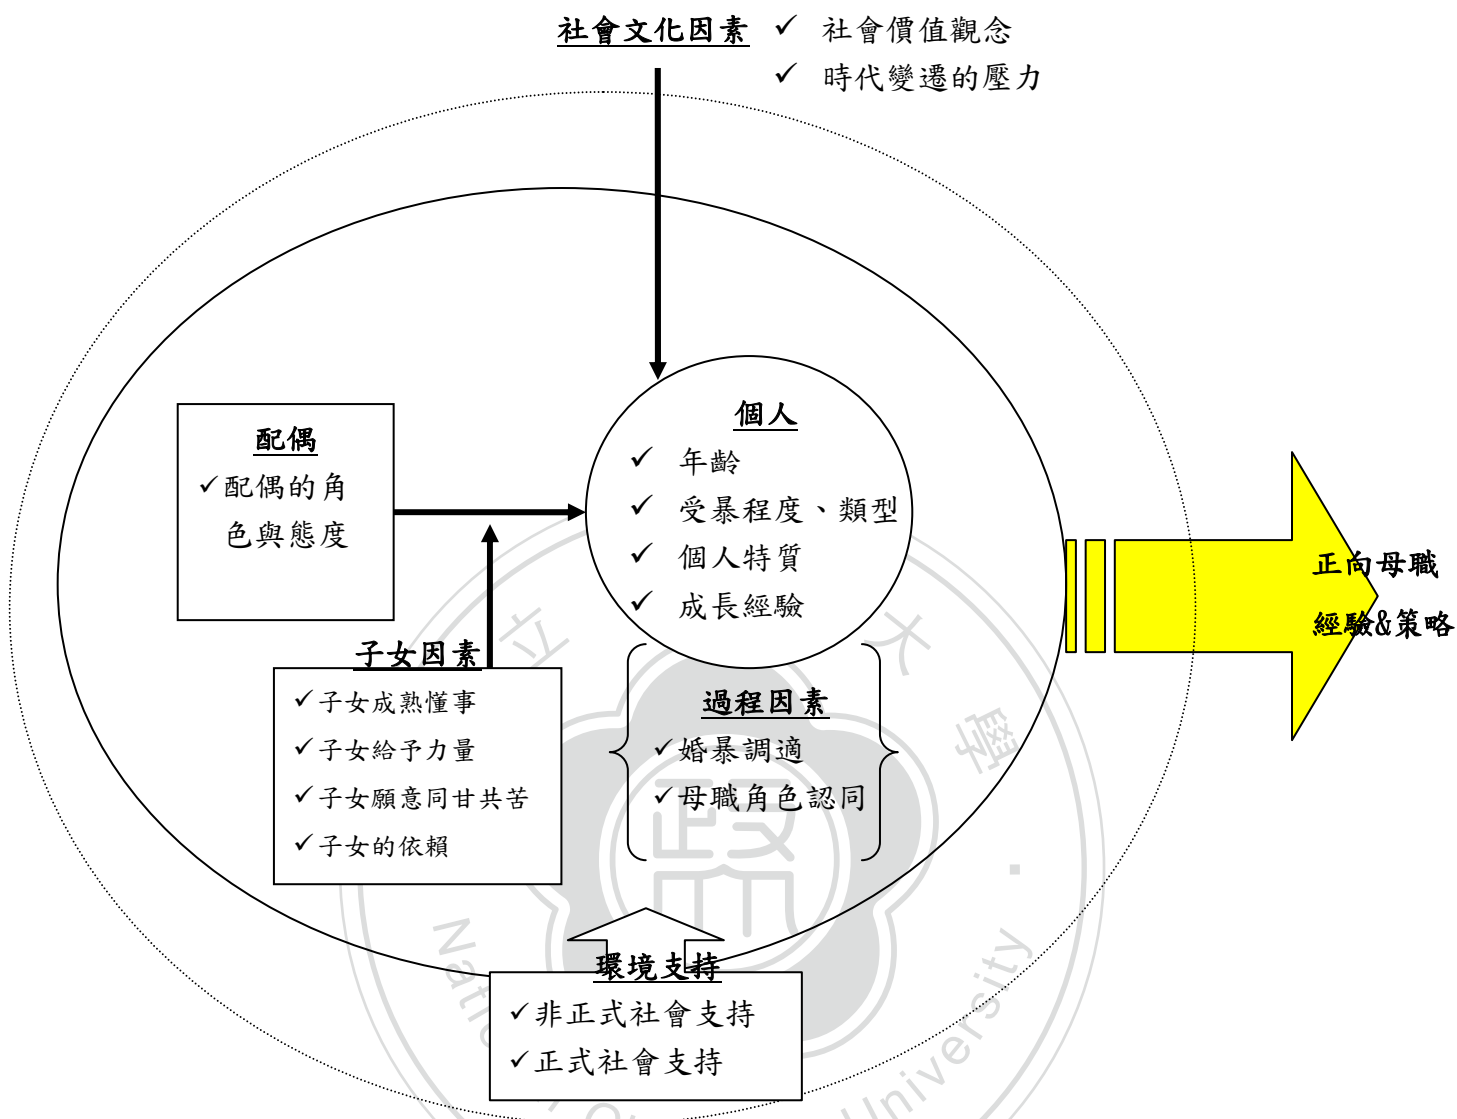 社會文化因素 ✓ 社會價值觀念
✓ 時代變遷的壓力
配偶
✓配偶的角
色與態度
個人
✓ 年齡
✓ 受暴程度、類型
✓ 個人特質
✓ 成長經驗
正向母職
經驗&策略
子女因素
✓子女成熟懂事
✓子女給予力量
✓子女願意同甘共苦
✓子女的依賴
過程因素
✓婚暴調適
✓母職角色認同
環境支持
✓非正式社會支持
✓正式社會支持
立
大
學
政
University